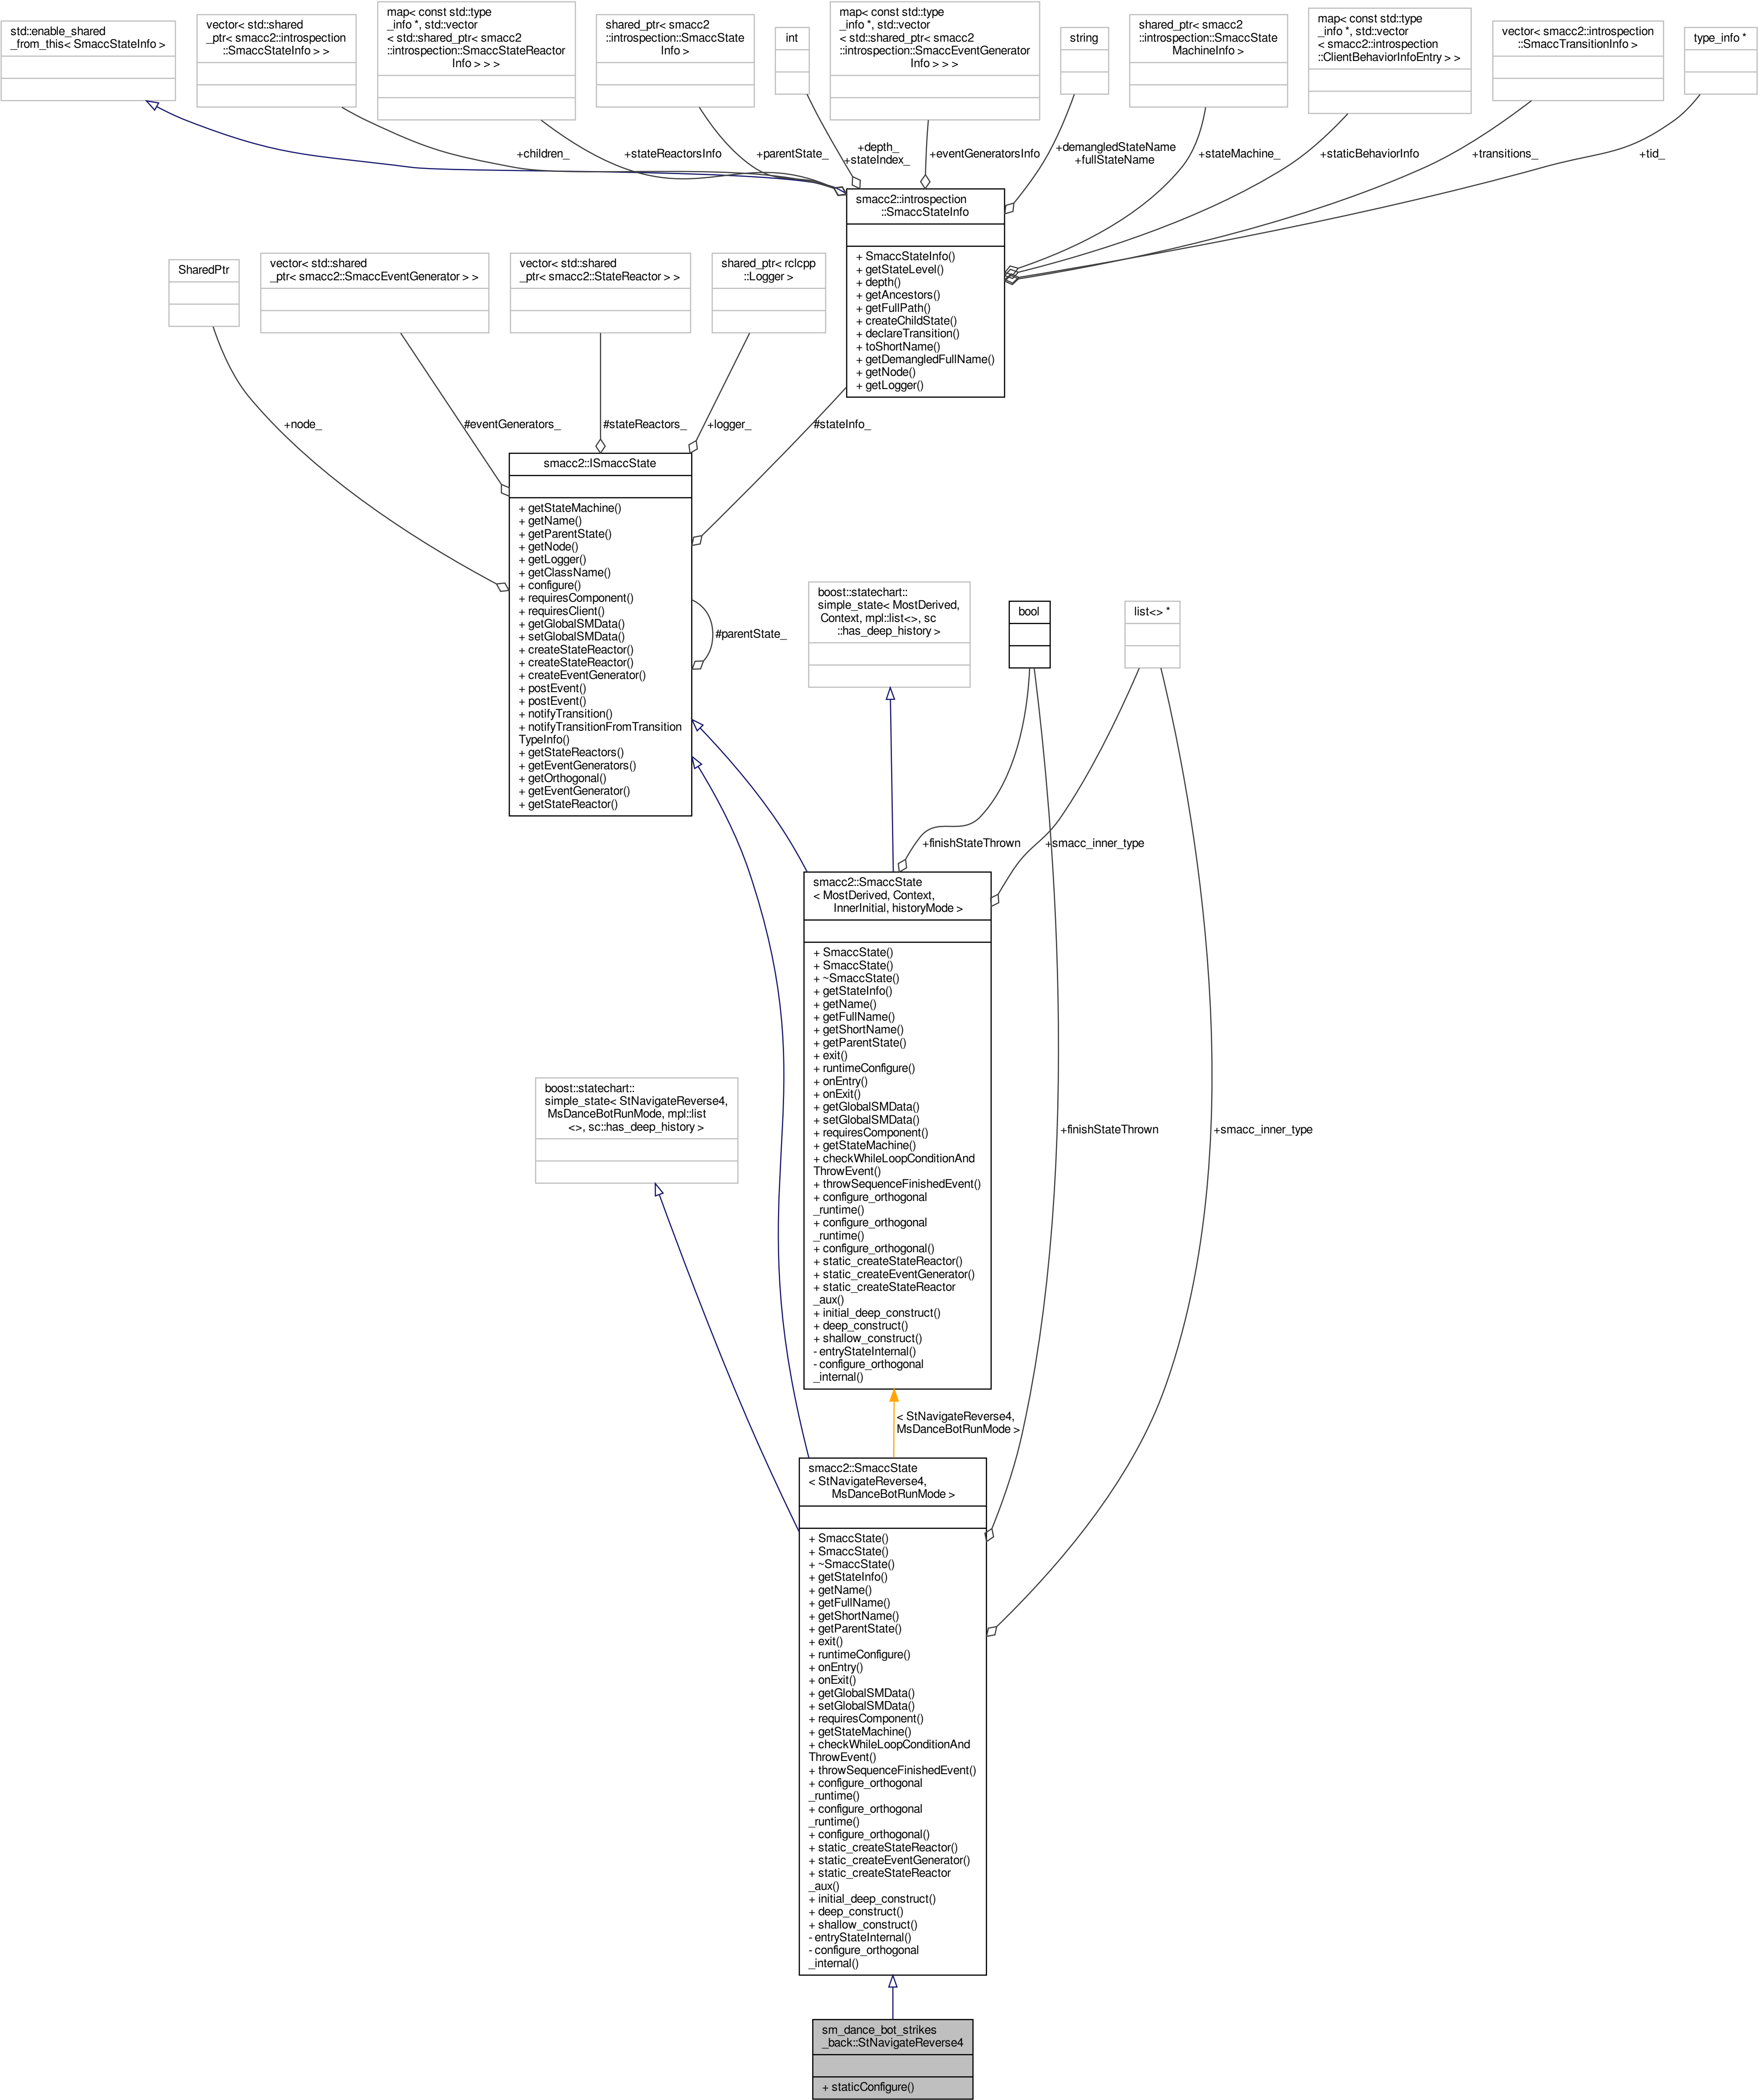 std::enable_shared
_from_this< SmaccStateInfo >
vector< std::shared
_ptr< smacc2::introspection
::SmaccStateInfo > >
map< const std::type
_info *, std::vector
< std::shared_ptr< smacc2
::introspection::SmaccStateReactor
Info > > >
shared_ptr< smacc2
::introspection::SmaccState
Info >
int
map< const std::type
_info *, std::vector
< std::shared_ptr< smacc2
::introspection::SmaccEventGenerator
Info > > >
string
shared_ptr< smacc2
::introspection::SmaccState
MachineInfo >
map< const std::type
_info *, std::vector
< smacc2::introspection
::ClientBehaviorInfoEntry > >
vector< smacc2::introspection
::SmaccTransitionInfo >
type_info *
+children_
+stateReactorsInfo
+parentState_
+depth_
+stateIndex_
+eventGeneratorsInfo
+demangledStateName
+fullStateName
+stateMachine_
+staticBehaviorInfo
+transitions_
+tid_
smacc2::introspection
::SmaccStateInfo
+ SmaccStateInfo()
+ getStateLevel()
+ depth()
+ getAncestors()
+ getFullPath()
+ createChildState()
+ declareTransition()
+ toShortName()
+ getDemangledFullName()
+ getNode()
+ getLogger()
SharedPtr
vector< std::shared
_ptr< smacc2::SmaccEventGenerator > >
vector< std::shared
_ptr< smacc2::StateReactor > >
shared_ptr< rclcpp
::Logger >
+node_
#eventGenerators_
#stateReactors_
+logger_
#stateInfo_
smacc2::ISmaccState
+ getStateMachine()
+ getName()
+ getParentState()
+ getNode()
+ getLogger()
+ getClassName()
+ configure()
+ requiresComponent()
+ requiresClient()
+ getGlobalSMData()
+ setGlobalSMData()
+ createStateReactor()
+ createStateReactor()
+ createEventGenerator()
+ postEvent()
+ postEvent()
+ notifyTransition()
+ notifyTransitionFromTransition
TypeInfo()
+ getStateReactors()
+ getEventGenerators()
+ getOrthogonal()
+ getEventGenerator()
+ getStateReactor()
#parentState_
boost::statechart::
simple_state< MostDerived,
Context, mpl::list<>, sc
::has_deep_history >
bool
list<> *
+finishStateThrown
+smacc_inner_type
smacc2::SmaccState
< MostDerived, Context,
InnerInitial, historyMode >
+ SmaccState()
+ SmaccState()
+ ~SmaccState()
+ getStateInfo()
+ getName()
+ getFullName()
+ getShortName()
+ getParentState()
+ exit()
+ runtimeConfigure()
+ onEntry()
+ onExit()
+ getGlobalSMData()
+ setGlobalSMData()
+ requiresComponent()
+ getStateMachine()
+ checkWhileLoopConditionAnd
ThrowEvent()
+ throwSequenceFinishedEvent()
+ configure_orthogonal
_runtime()
+ configure_orthogonal
_runtime()
+ configure_orthogonal()
+ static_createStateReactor()
+ static_createEventGenerator()
+ static_createStateReactor
_aux()
+ initial_deep_construct()
+ deep_construct()
+ shallow_construct()
- entryStateInternal()
- configure_orthogonal
_internal()
boost::statechart::
simple_state< StNavigateReverse4,
MsDanceBotRunMode, mpl::list
<>, sc::has_deep_history >
+finishStateThrown
+smacc_inner_type
< StNavigateReverse4,
MsDanceBotRunMode >
smacc2::SmaccState
< StNavigateReverse4,
MsDanceBotRunMode >
+ SmaccState()
+ SmaccState()
+ ~SmaccState()
+ getStateInfo()
+ getName()
+ getFullName()
+ getShortName()
+ getParentState()
+ exit()
+ runtimeConfigure()
+ onEntry()
+ onExit()
+ getGlobalSMData()
+ setGlobalSMData()
+ requiresComponent()
+ getStateMachine()
+ checkWhileLoopConditionAnd
ThrowEvent()
+ throwSequenceFinishedEvent()
+ configure_orthogonal
_runtime()
+ configure_orthogonal
_runtime()
+ configure_orthogonal()
+ static_createStateReactor()
+ static_createEventGenerator()
+ static_createStateReactor
_aux()
+ initial_deep_construct()
+ deep_construct()
+ shallow_construct()
- entryStateInternal()
- configure_orthogonal
_internal()
sm_dance_bot_strikes
_back::StNavigateReverse4
+ staticConfigure()